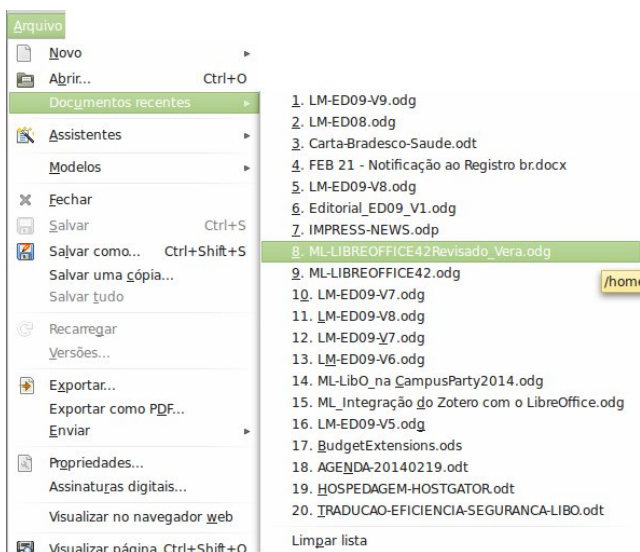 Arquivo
Novo
Abrir... Ctrl+O
Documentos recentes
Assistentes
Modelos
Fechar
Salvar Ctrl+S
Salvar como... Ctrl+Shift+S
Salvar uma cópia...
Salvar tudo
Recarregar
Versões...
Exportar...
Exportar como PDF...
Enviar
Propriedades...
Assinaturas digitais...
Visualizar no navegador web
Visualizar página Ctrl+Shift+O
1. LM-ED09-V9.odg
2. LM-ED08.odg
3. Carta-Bradesco-Saude.odt
4. FEB 21 - Notificação ao Registro br.docx
5. LM-ED09-V8.odg
6. Editorial_ED09_V1.odg
7. IMPRESS-NEWS.odp
8. ML-LIBREOFFICE42Revisado_Vera.odg
9. ML-LIBREOFFICE42.odg
/home
10. LM-ED09-V7.odg
11. LM-ED09-V8.odg
12. LM-ED09-V7.odg
13. LM-ED09-V6.odg
14. ML-LibO_na CampusParty2014.odg
15. ML_Integração do Zotero com o LibreOffice.odg
16. LM-ED09-V5.odg
17. BudgetExtensions.ods
18. AGENDA-20140219.odt
19. HOSPEDAGEM-HOSTGATOR.odt
20. TRADUCAO-EFICIENCIA-SEGURANCA-LIBO.odt
Limpar lista